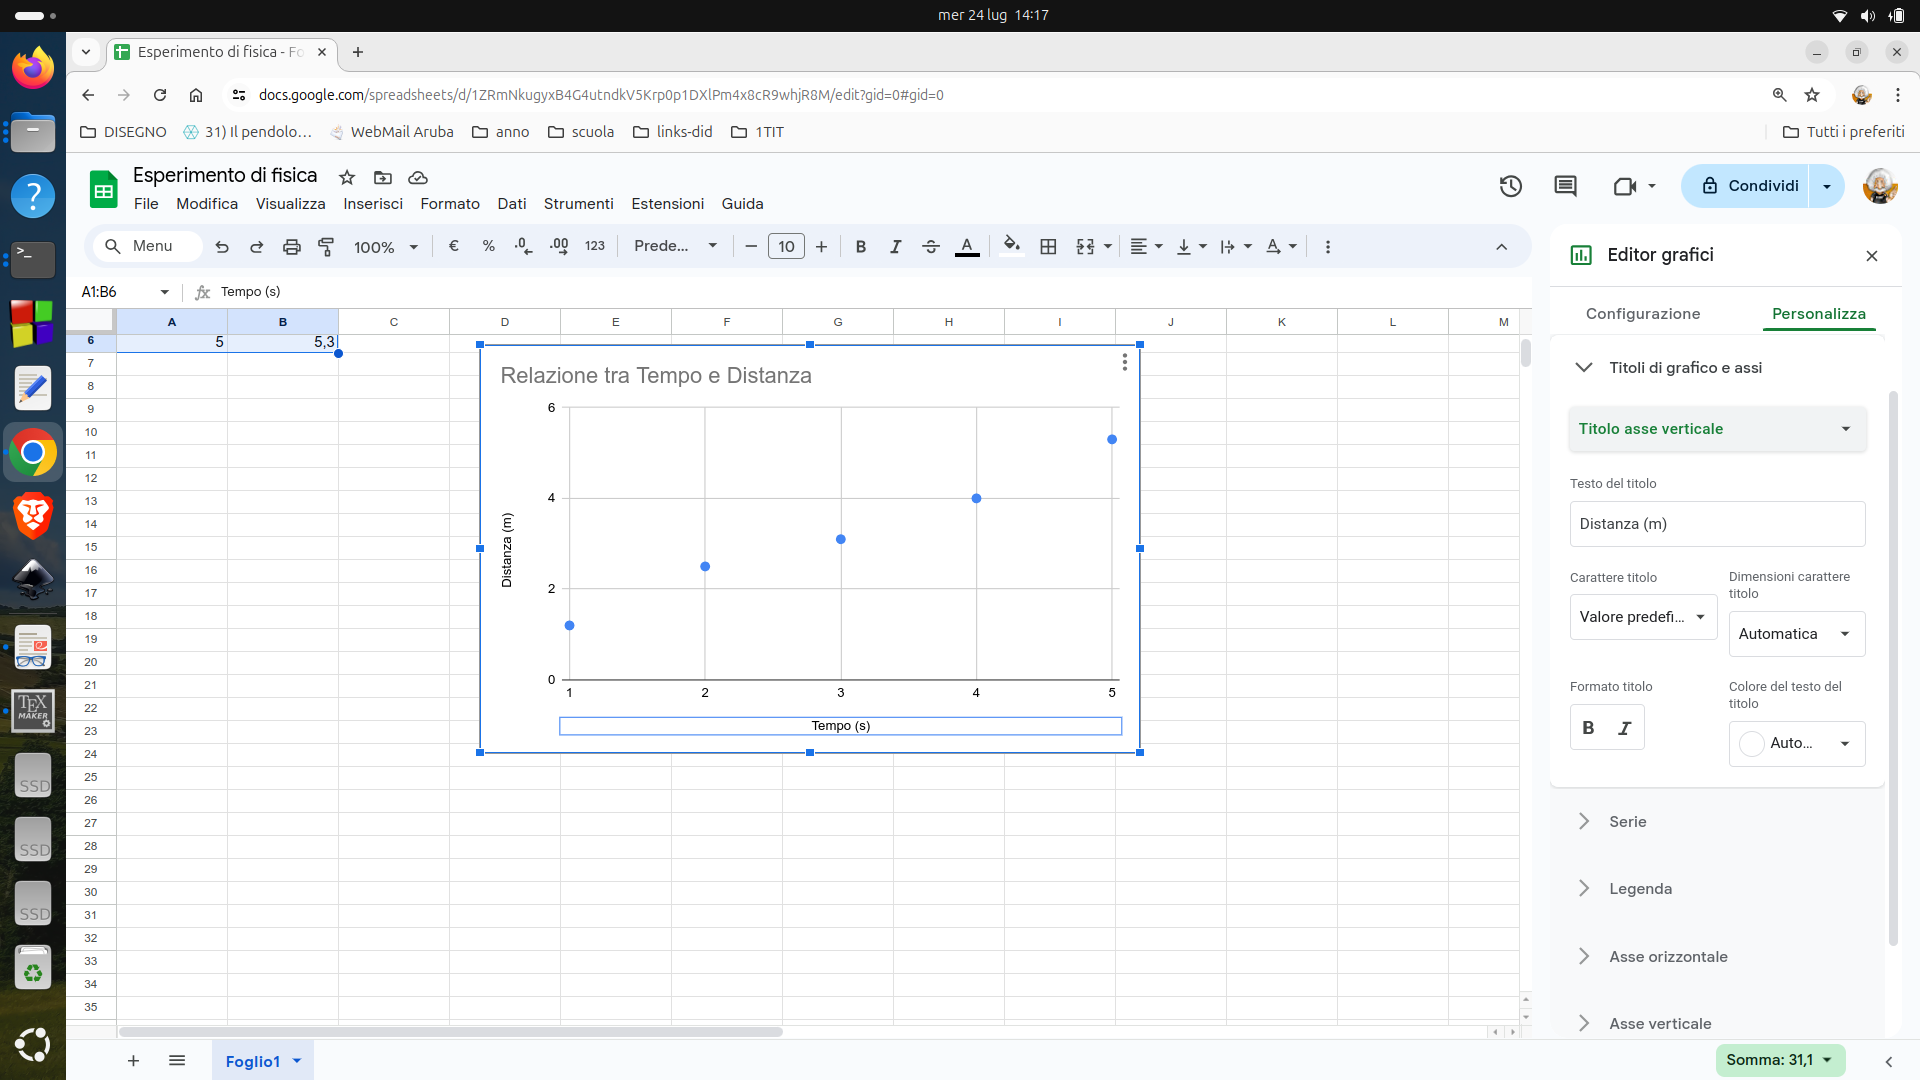 mer 24 lug 14:17
Esperimento di fisica - Fo
docs.google.com/spreadsheets/d/1ZRmNkugyxB4G4utndkV5Krp0p1DXlPm4x8cR9whjR8M/edit?gid=0#gid=0
DISEGNO 31) Il pendolo… WebMail Aruba anno scuola links-did 1TIT Tutti i preferiti
Esperimento di fisica
File Modifica Visualizza Inserisci Formato Dati Strumenti Estensioni Guida
Condividi
Menu 100% € % .0 .00 123 Prede... 10 B I A
A1:B6 fx Tempo (s)
A B C D E F G H I J K L M
6 5 5,3
7
8
9
10
11
12
13
14
15
16
17
18
19
20
21
22
23
24
25
26
27
28
29
30
31
32
33
34
35
Relazione tra Tempo e Distanza
6
4
2
0
Distanza (m)
1 2 3 4 5
Tempo (s)
Editor grafici
Configurazione Personalizza
Titoli di grafico e assi
Titolo asse verticale
Testo del titolo
Distanza (m)
Carattere titolo
Valore predefi...
Dimensioni carattere
titolo
Automatica
Formato titolo
B I
Colore del testo del
titolo
Auto...
Serie
Legenda
Asse orizzontale
Asse verticale
TEX
MAKER
SSD
SSD
SSD
Foglio1
Somma: 31,1